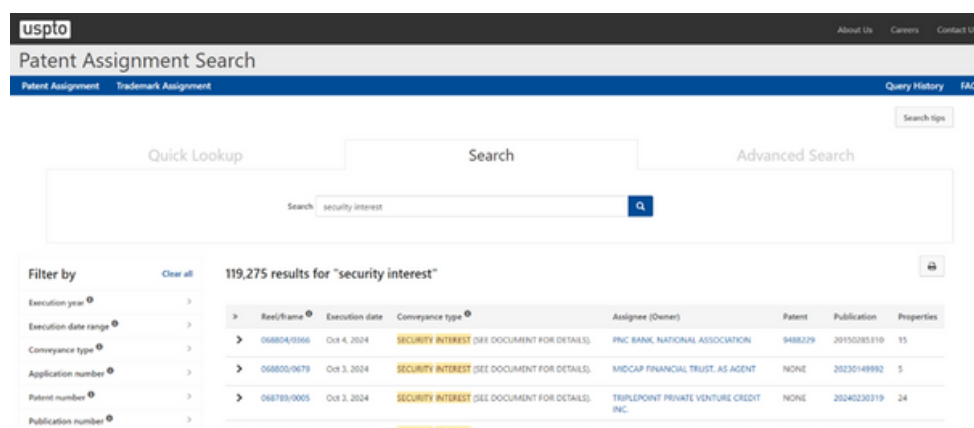 uspto
About Us Careers Contact U
Patent Assignment Search
Patent Assignment Trademark Assignment Query History FAQ
Search tips
Quick Lookup Search Advanced Search
Search security interest
Filter by Clear all
119,275 results for "security interest"
Execution year
Execution date range
Conveyance type
Application number
Patent number
Publication number
» Reel/frame Execution date Conveyance type Assignee (Owner) Patent Publication Properties
068804/0366 Oct 4, 2024 SECURITY INTEREST (SEE DOCUMENT FOR DETAILS). PNC BANK, NATIONAL ASSOCIATION 9488229 20150285310 15
068800/0679 Oct 3, 2024 SECURITY INTEREST (SEE DOCUMENT FOR DETAILS). MIDCAP FINANCIAL TRUST, AS AGENT NONE 20230149992 5
068789/0005 Oct 3, 2024 SECURITY INTEREST (SEE DOCUMENT FOR DETAILS). TRIPLEPOINT PRIVATE VENTURE CREDIT INC. NONE 20240230319 24